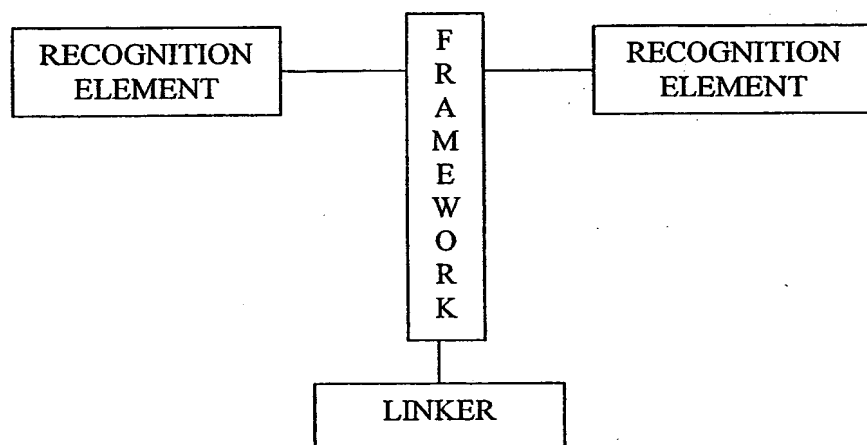 RECOGNITION
ELEMENT
F
R
A
M
E
W
O
R
K
RECOGNITION
ELEMENT
LINKER